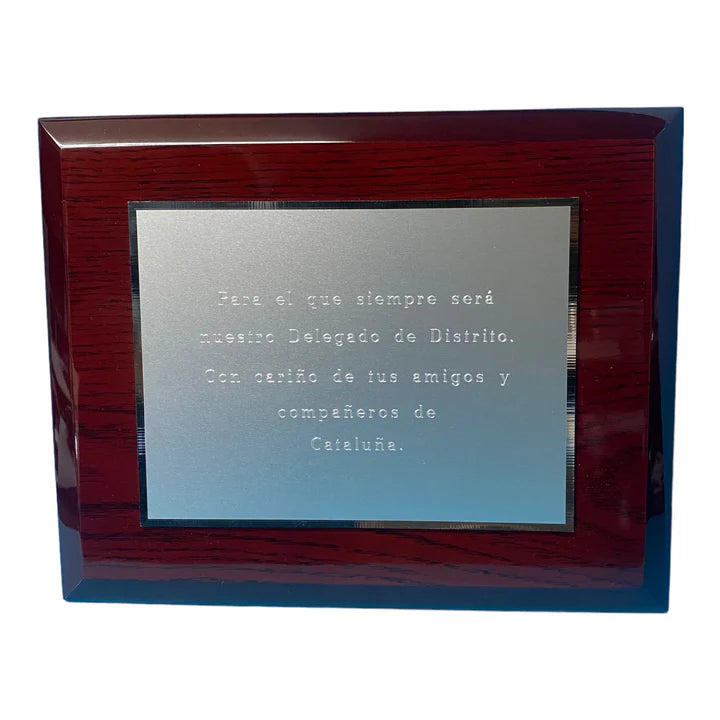 Para el que siempre será
nuestro Delegado de Distrito.
Con cariño de tus amigos y
compañeros de
Cataluña.